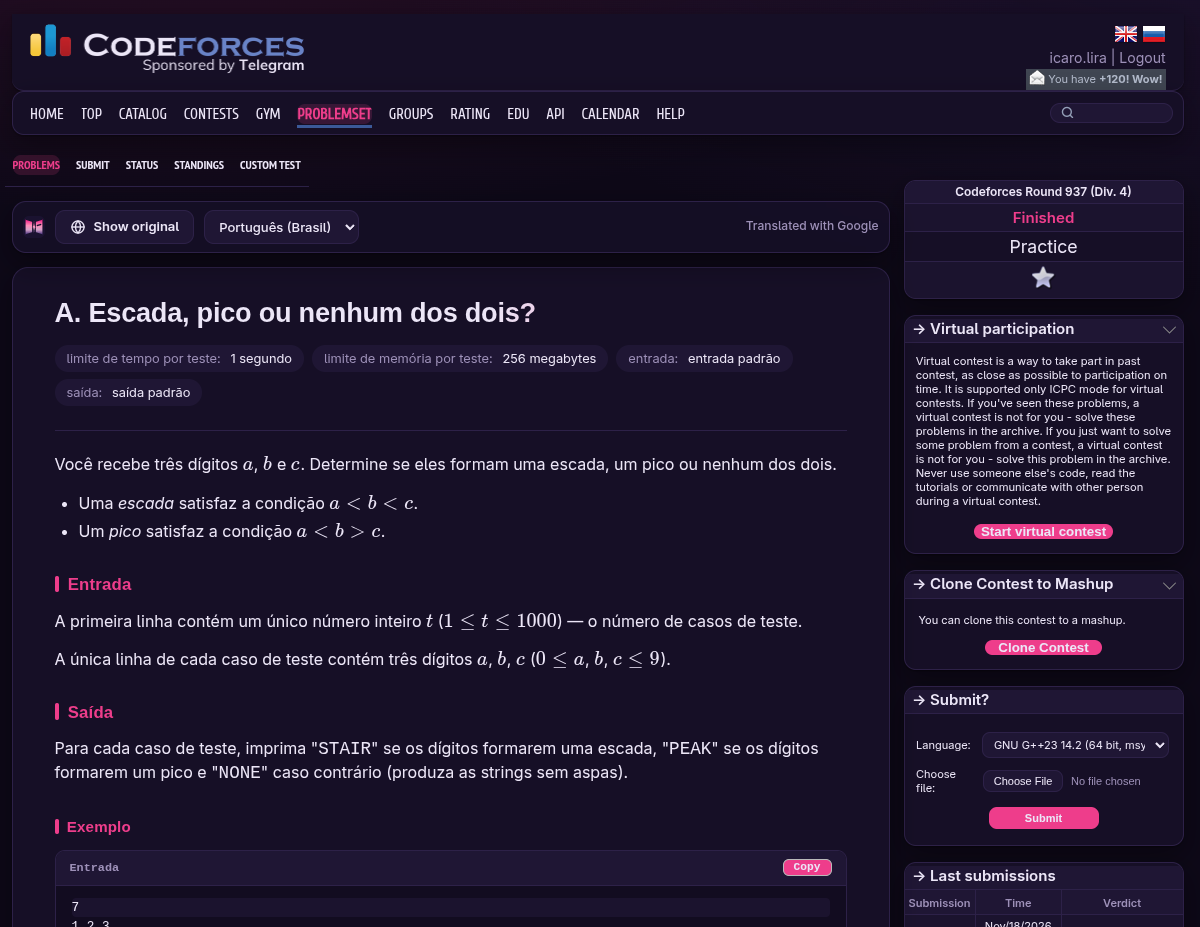 CODEFORCES
Sponsored by Telegram
icaro.lira | Logout
You have +120! Wow!
HOME TOP CATALOG CONTESTS GYM PROBLEMSET GROUPS RATING EDU API CALENDAR HELP
PROBLEMS SUBMIT STATUS STANDINGS CUSTOM TEST
Show original
Português (Brasil)
Translated with Google
A. Escada, pico ou nenhum dos dois?
limite de tempo por teste: 1 segundo
limite de memória por teste: 256 megabytes
entrada: entrada padrão
saída: saída padrão
Você recebe três dígitos a, b e c. Determine se eles formam uma escada, um pico ou nenhum dos dois.
• Uma escada satisfaz a condição a < b < c.
• Um pico satisfaz a condição a < b > c.
Entrada
A primeira linha contém um único número inteiro t (1 ≤ t ≤ 1000) — o número de casos de teste.
A única linha de cada caso de teste contém três dígitos a, b, c (0 ≤ a, b, c ≤ 9).
Saída
Para cada caso de teste, imprima "STAIR" se os dígitos formarem uma escada, "PEAK" se os dígitos
formarem um pico e "NONE" caso contrário (produza as strings sem aspas).
Exemplo
Entrada
Copy
7
1 2 3
Codeforces Round 937 (Div. 4)
Finished
Practice
→ Virtual participation
Virtual contest is a way to take part in past
contest, as close as possible to participation on
time. It is supported only ICPC mode for virtual
contests. If you've seen these problems, a
virtual contest is not for you - solve these
problems in the archive. If you just want to solve
some problem from a contest, a virtual contest
is not for you - solve this problem in the archive.
Never use someone else's code, read the
tutorials or communicate with other person
during a virtual contest.
Start virtual contest
→ Clone Contest to Mashup
You can clone this contest to a mashup.
Clone Contest
→ Submit?
Language:
GNU G++23 14.2 (64 bit, msy
Choose
file:
Choose File No file chosen
Submit
→ Last submissions
Submission Time Verdict
Nov/18/2026